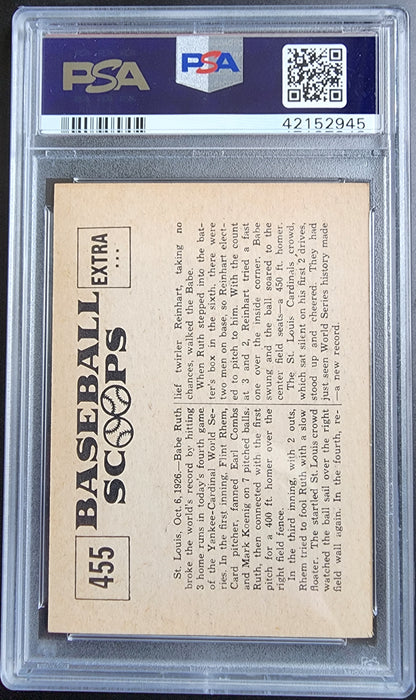 PSA
PSA
42152945
455
BASEBALL
SCOOPS
EXTRA
St. Louis, Oct. 6, 1926.—Babe Ruth
broke the world's record by hitting
3 home runs in today's fourth game
of the Yankee-Cardinal World Se-
ries. In the first inning, Flint Rhem,
Card pitcher, fanned Earl Combs
and Mark Koenig on 7 pitched balls.
Ruth, then connected with the first
pitch for a 400 ft. homer over the
right field fence.
In the third inning, with 2 outs,
Rhem tried to fool Ruth with a slow
floater. The startled St. Louis crowd
watched the ball sail over the right
field wall again. In the fourth, re-
lief twirler Reinhart, taking no
chances, walked the Babe.
When Ruth stepped into the bat-
ter's box in the sixth, there were
two men on base, so Reinhart elect-
ed to pitch to him. With the count
at 3 and 2, Reinhart tried a fast
one over the inside corner. Babe
swung and the ball soared to the
center field seats—a 450 ft. homer.
The St. Louis Cardinals crowd,
which sat silent on his first 2 drives,
stood up and cheered. They had
just seen World Series history made
—a new record.